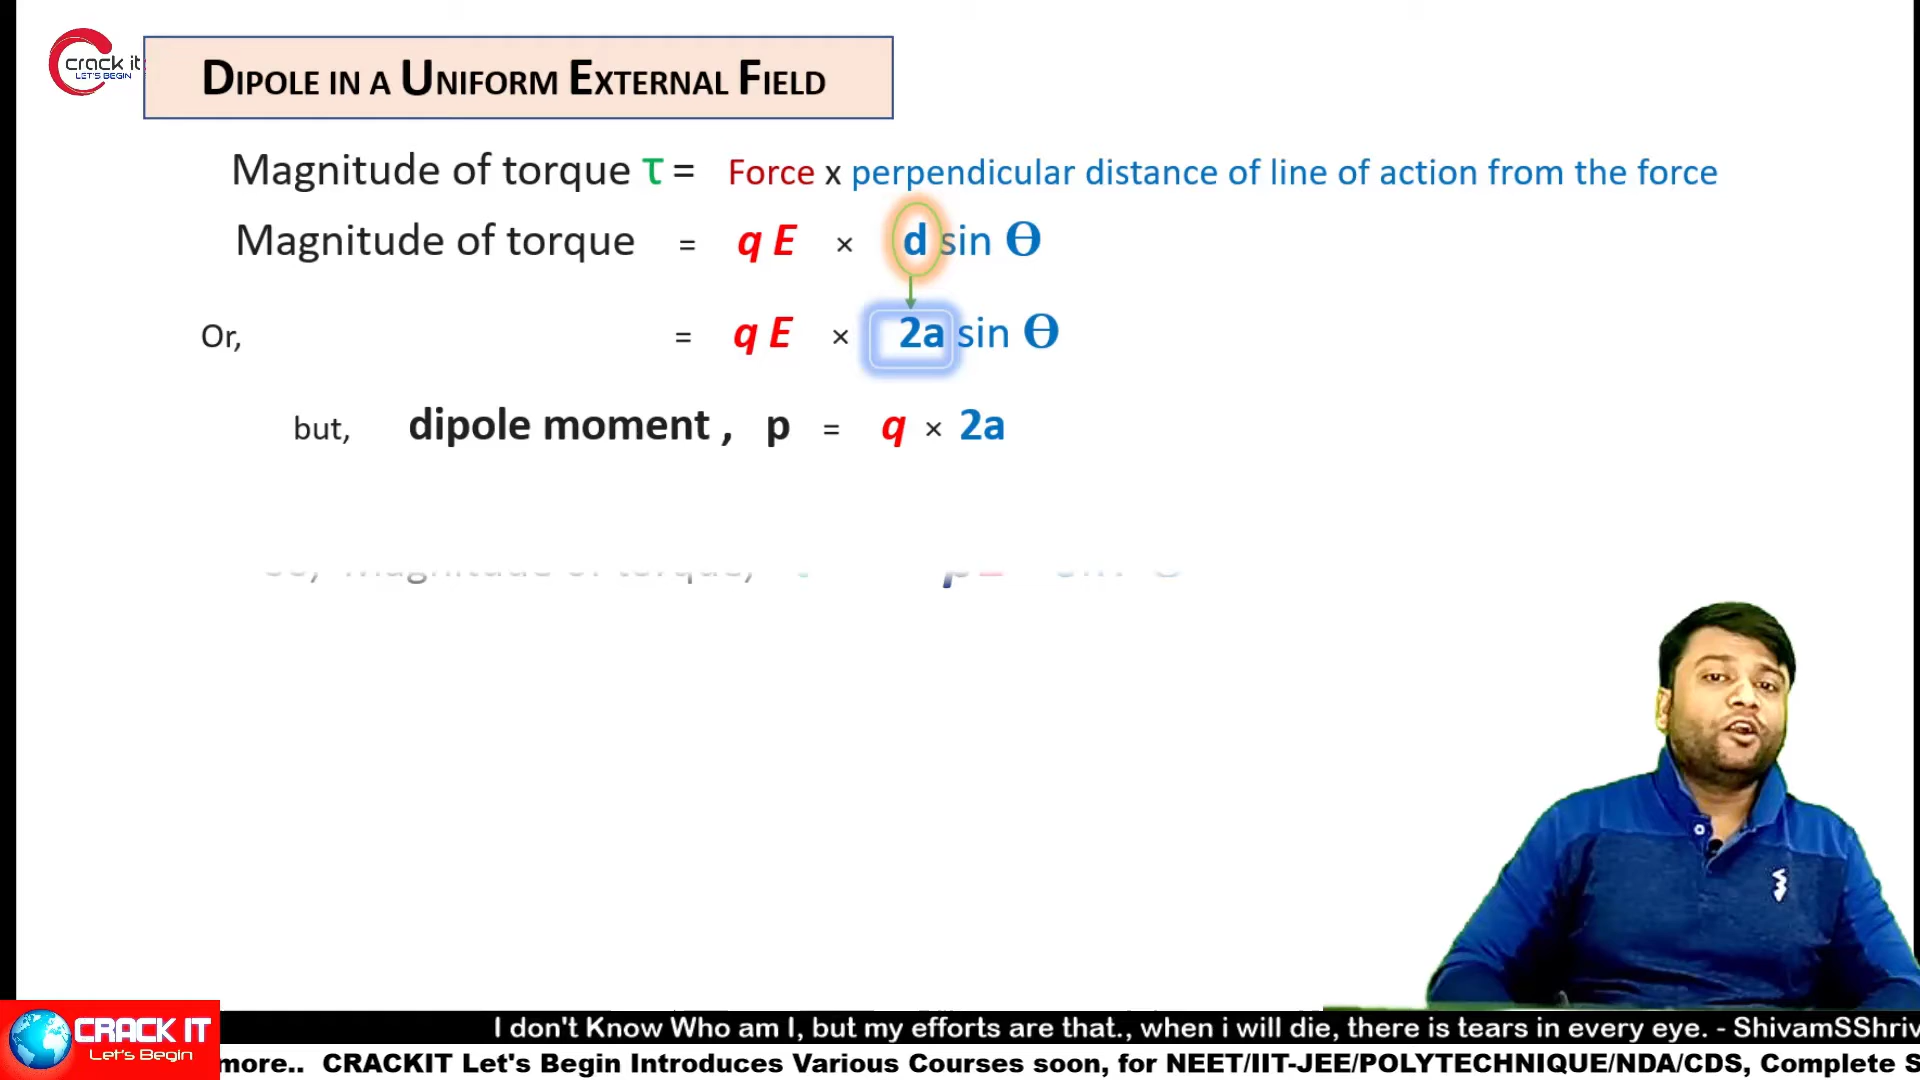 crack it
LET'S BEGIN
DIPOLE IN A UNIFORM EXTERNAL FIELD
Magnitude of torque τ = Force x perpendicular distance of line of action from the force
Magnitude of torque = q E × d sin Θ
Or, = q E × 2a sin Θ
but, dipole moment , p = q × 2a
CRACK IT
Let's Begin
I don't Know Who am I, but my efforts are that., when i will die, there is tears in every eye. - ShivamSShriv
more.. CRACKIT Let's Begin Introduces Various Courses soon, for NEET/IIT-JEE/POLYTECHNIQUE/NDA/CDS, Complete S